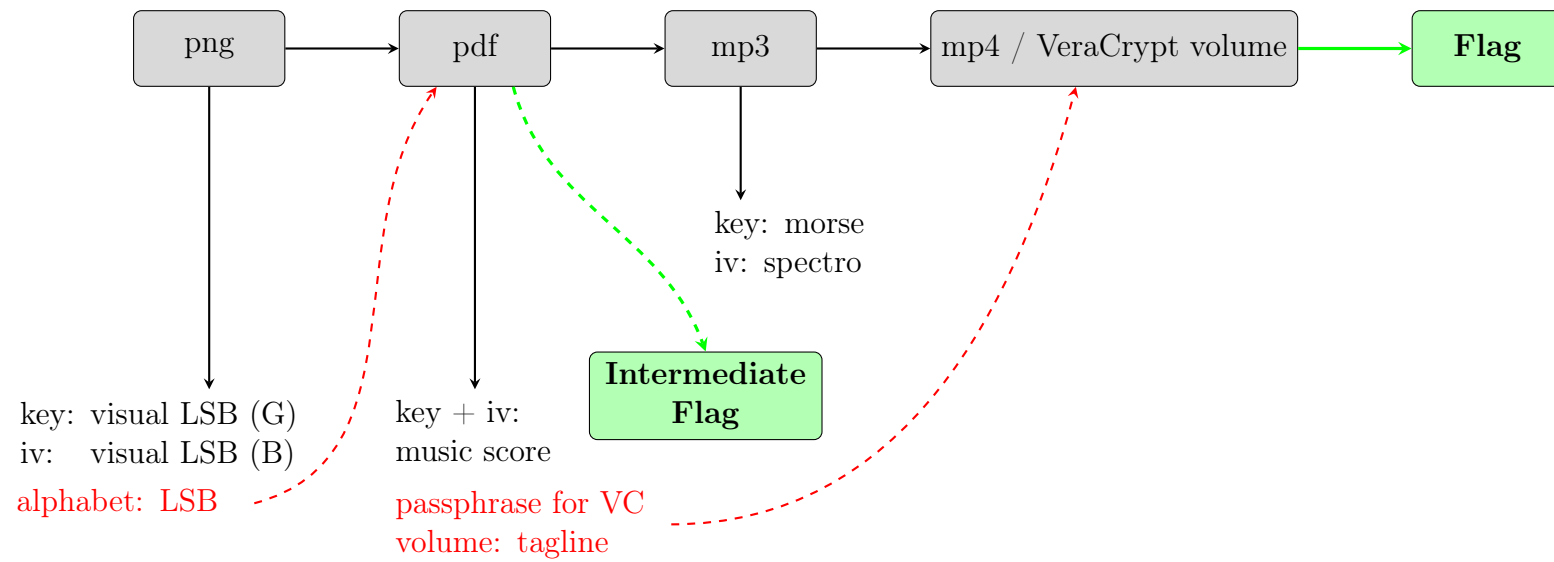 png
pdf
mp3
mp4 / VeraCrypt volume
Flag
key: morse
iv: spectro
Intermediate
Flag
key: visual LSB (G)
iv: visual LSB (B)
alphabet: LSB
key + iv:
music score
passphrase for VC
volume: tagline